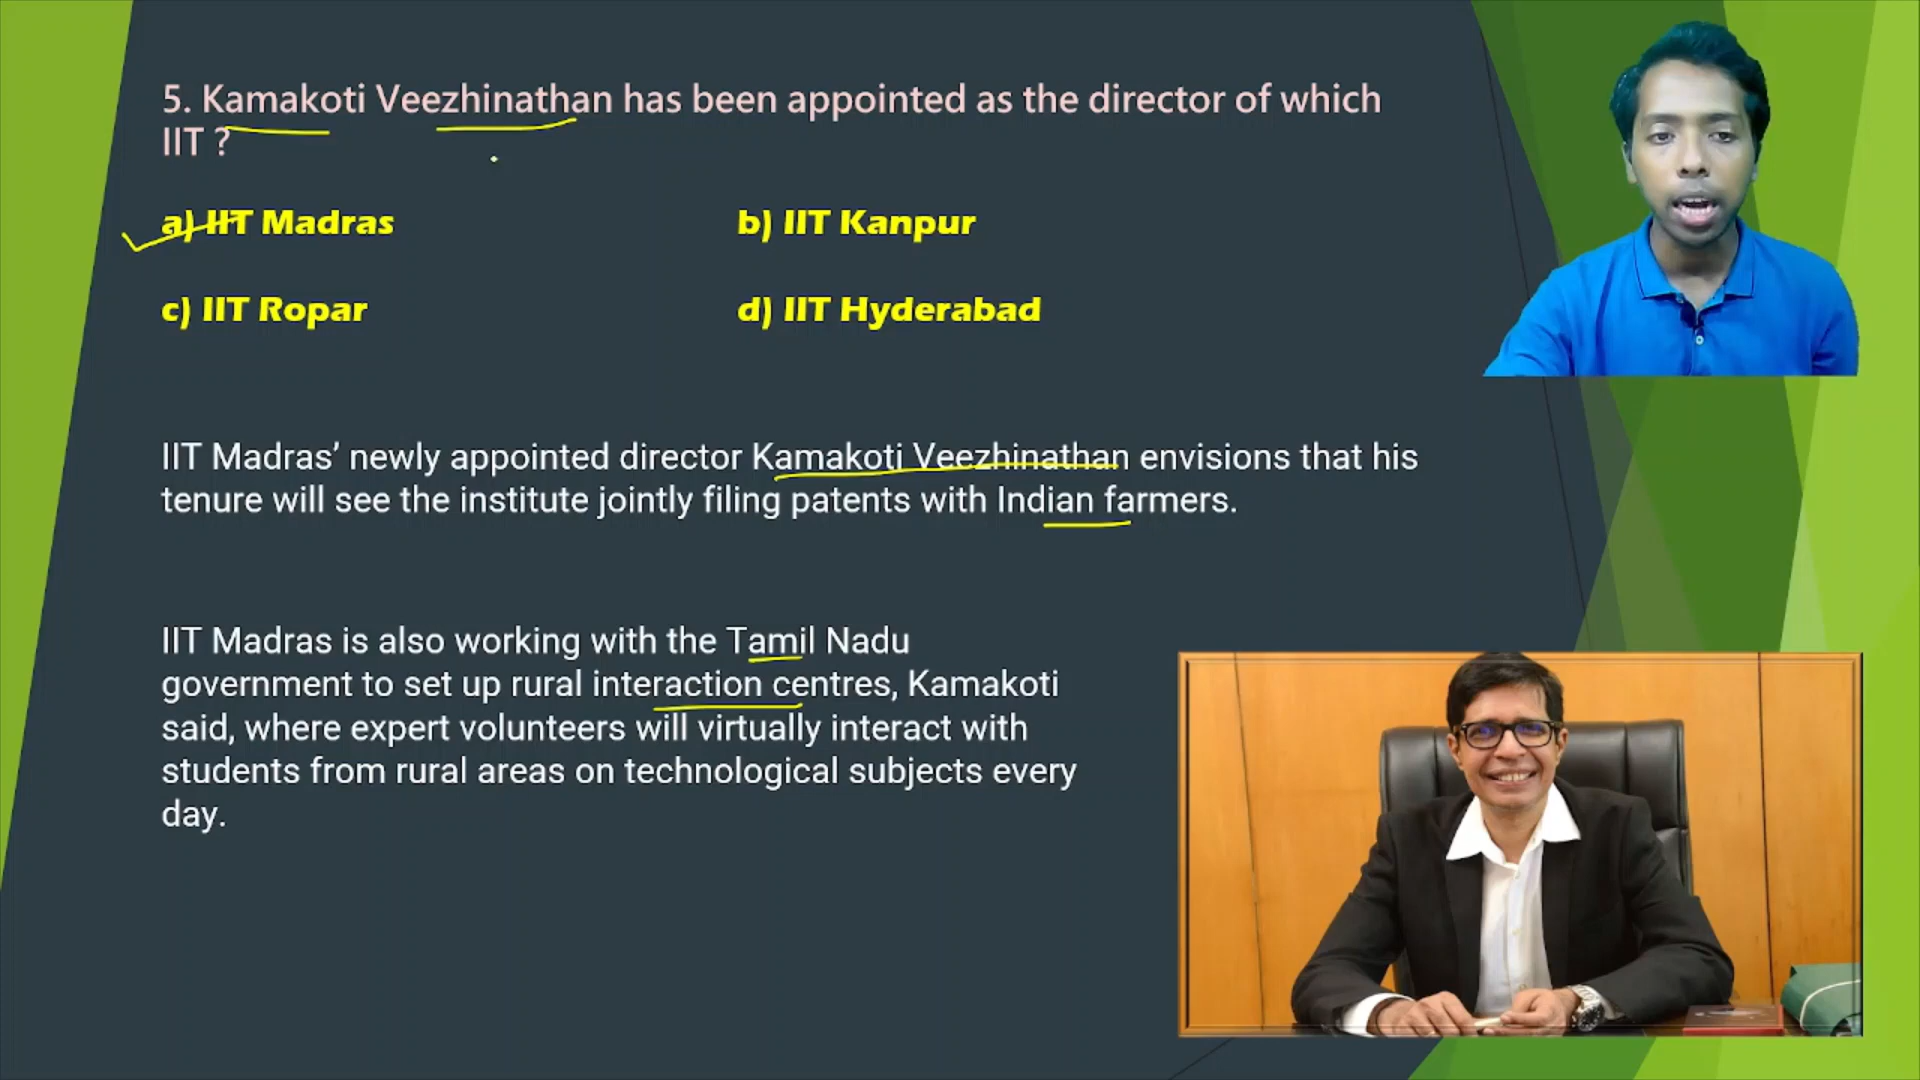 5. Kamakoti Veezhinathan has been appointed as the director of which
IIT ?
a) IIT Madras
b) IIT Kanpur
c) IIT Ropar
d) IIT Hyderabad
IIT Madras’ newly appointed director Kamakoti Veezhinathan envisions that his
tenure will see the institute jointly filing patents with Indian farmers.
IIT Madras is also working with the Tamil Nadu
government to set up rural interaction centres, Kamakoti
said, where expert volunteers will virtually interact with
students from rural areas on technological subjects every
day.